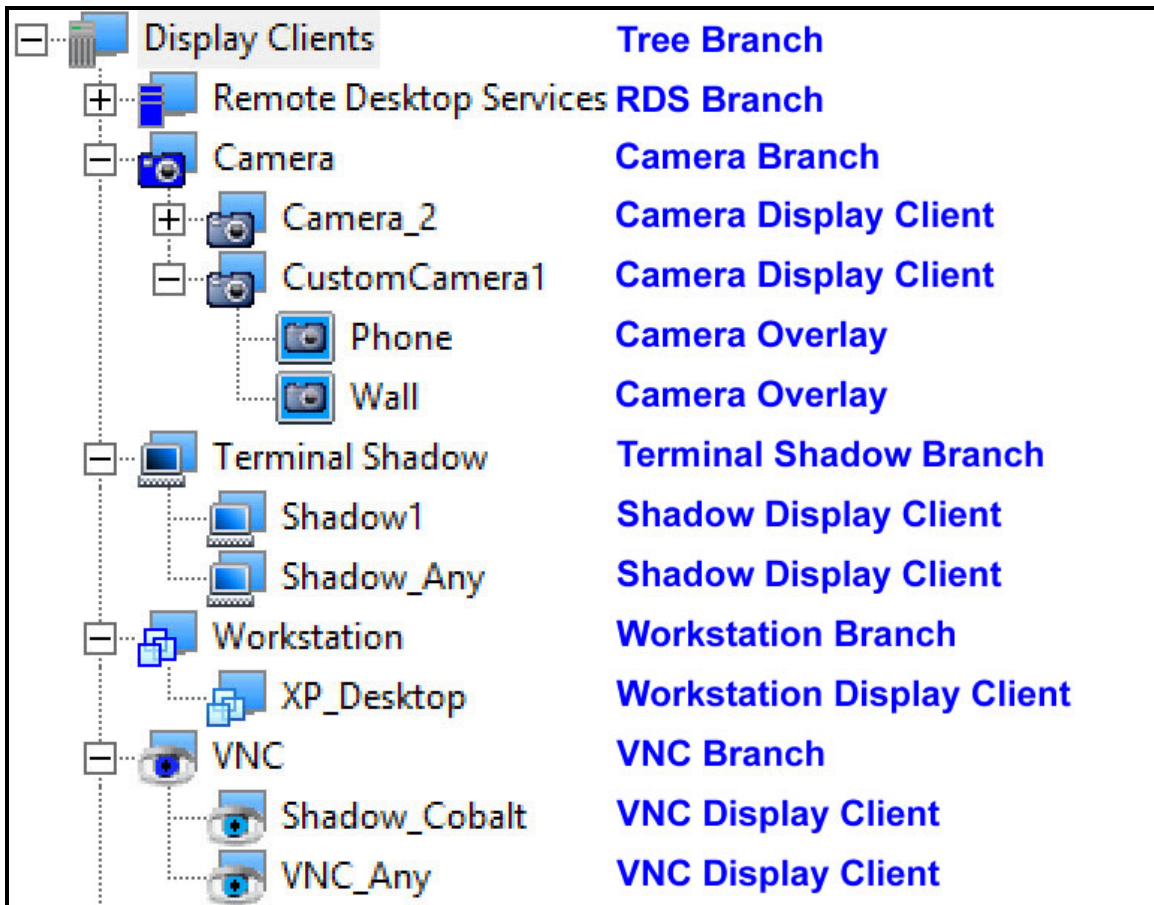 Display Clients Tree Branch
Remote Desktop Services RDS Branch
Camera Camera Branch
Camera_2 Camera Display Client
CustomCamera1 Camera Display Client
Phone Camera Overlay
Wall Camera Overlay
Terminal Shadow Terminal Shadow Branch
Shadow1 Shadow Display Client
Shadow_Any Shadow Display Client
Workstation Workstation Branch
XP_Desktop Workstation Display Client
VNC VNC Branch
Shadow_Cobalt VNC Display Client
VNC_Any VNC Display Client